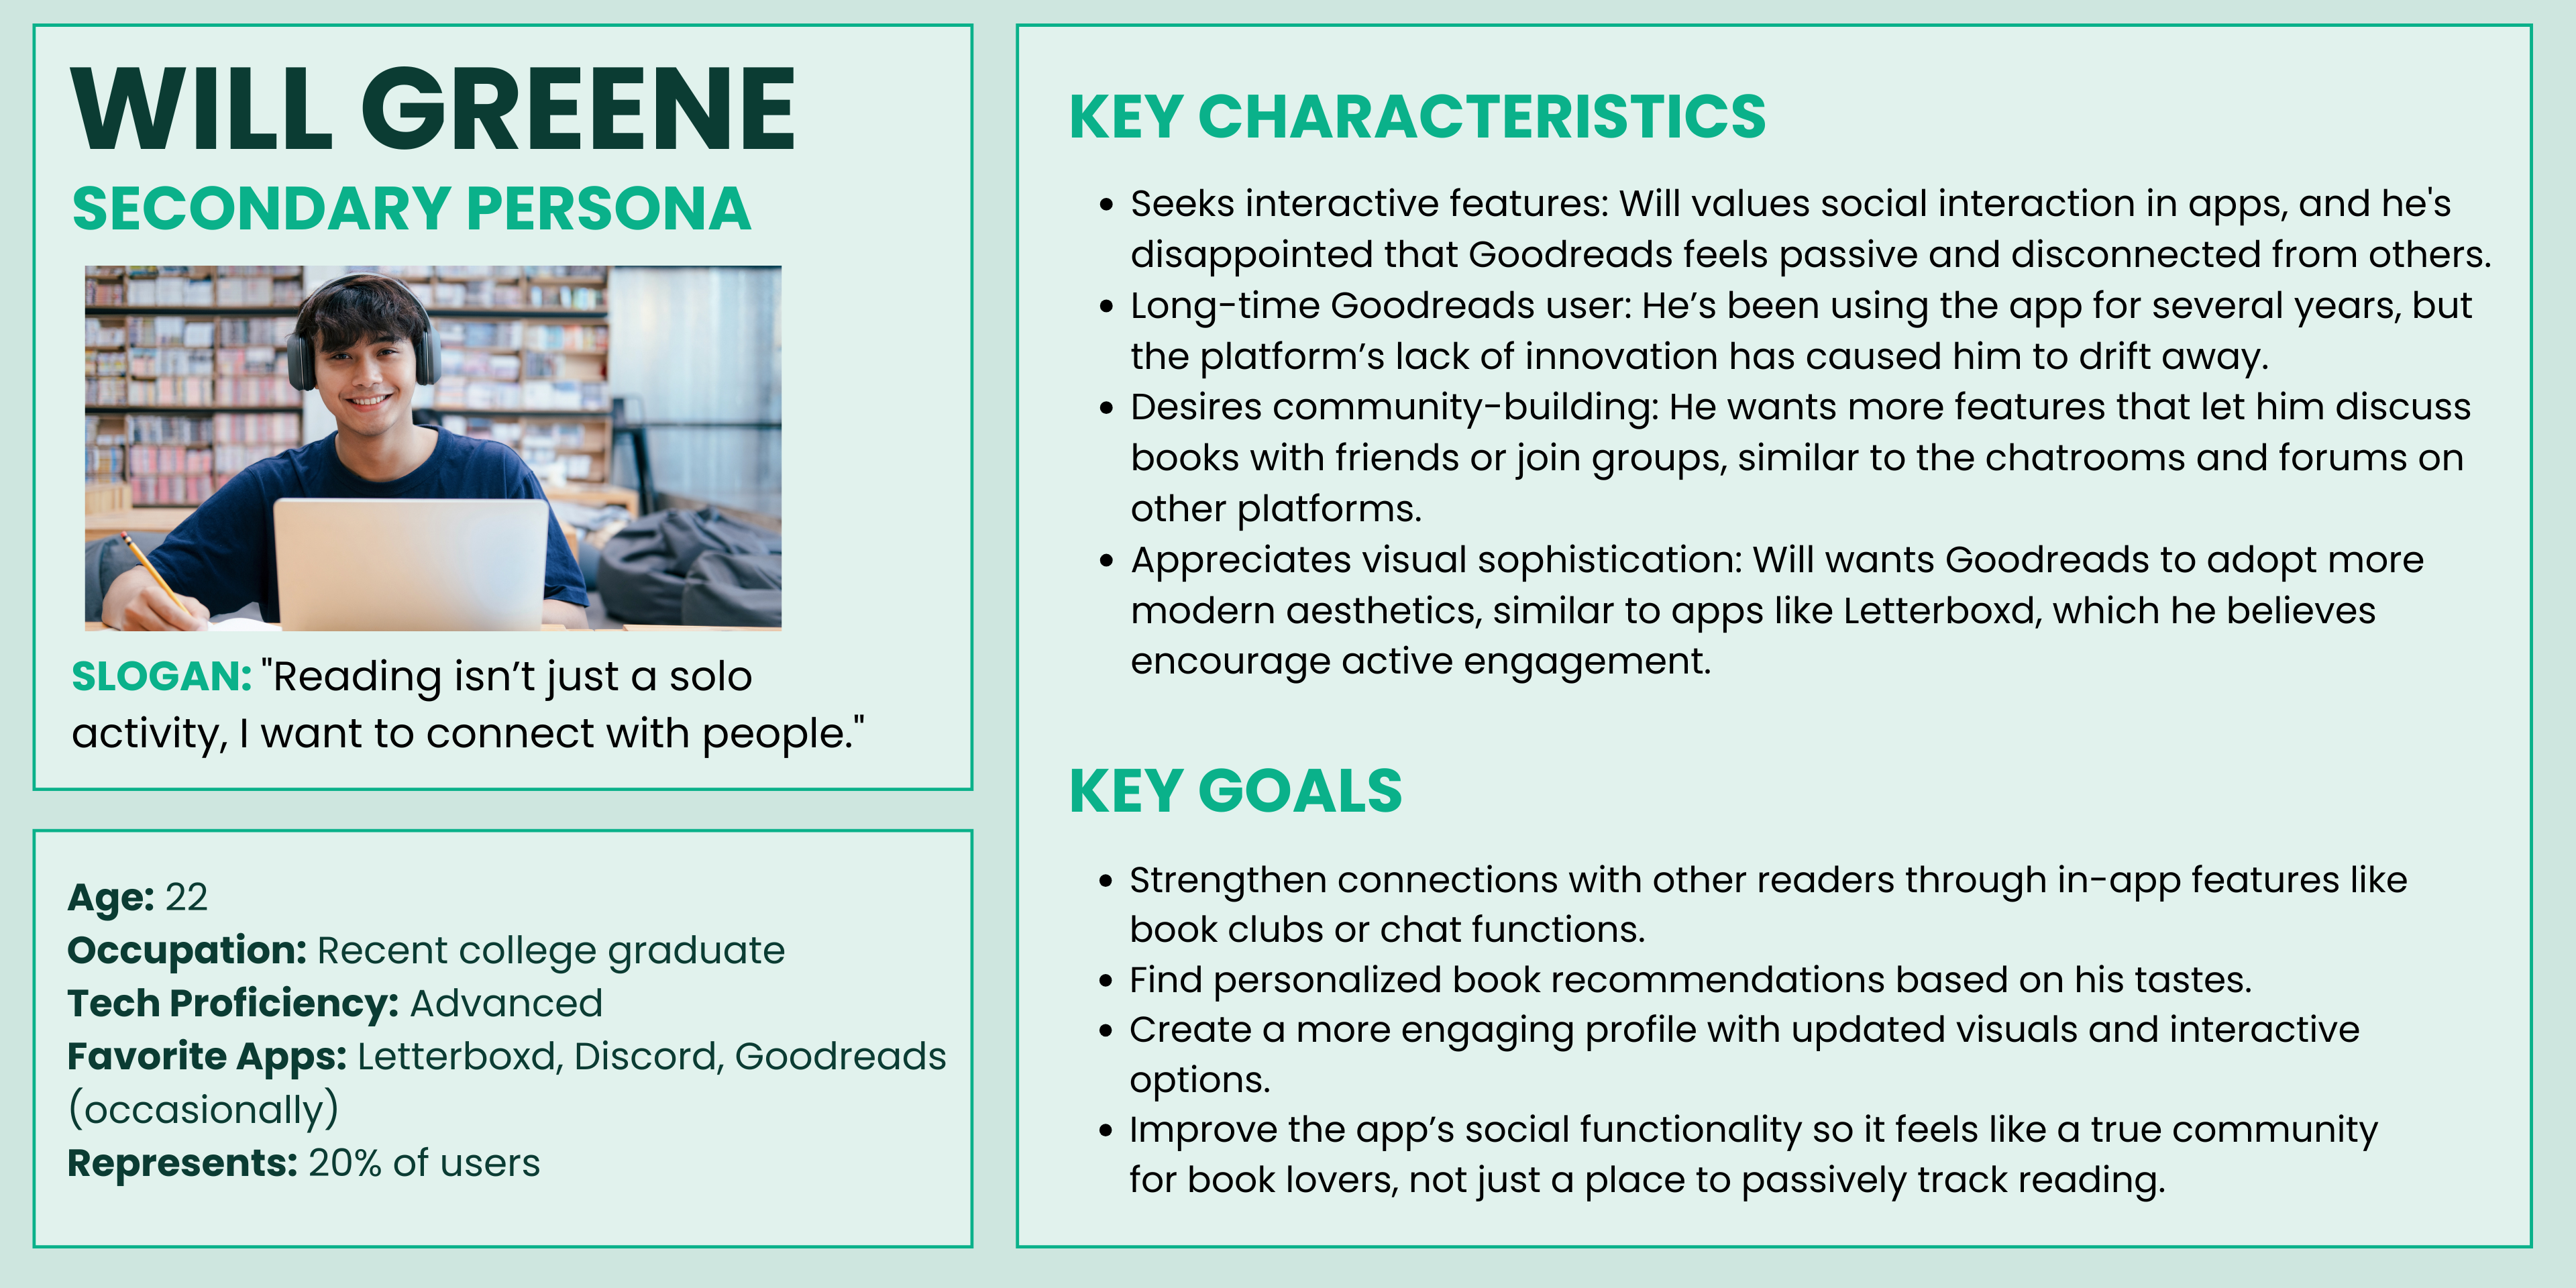 WILL GREENE
SECONDARY PERSONA
SLOGAN: "Reading isn’t just a solo
activity, I want to connect with people."
Age: 22
Occupation: Recent college graduate
Tech Proficiency: Advanced
Favorite Apps: Letterboxd, Discord, Goodreads
(occasionally)
Represents: 20% of users
KEY CHARACTERISTICS
• Seeks interactive features: Will values social interaction in apps, and he's
disappointed that Goodreads feels passive and disconnected from others.
• Long-time Goodreads user: He’s been using the app for several years, but
the platform’s lack of innovation has caused him to drift away.
• Desires community-building: He wants more features that let him discuss
books with friends or join groups, similar to the chatrooms and forums on
other platforms.
• Appreciates visual sophistication: Will wants Goodreads to adopt more
modern aesthetics, similar to apps like Letterboxd, which he believes
encourage active engagement.
KEY GOALS
• Strengthen connections with other readers through in-app features like
book clubs or chat functions.
• Find personalized book recommendations based on his tastes.
• Create a more engaging profile with updated visuals and interactive
options.
• Improve the app’s social functionality so it feels like a true community
for book lovers, not just a place to passively track reading.